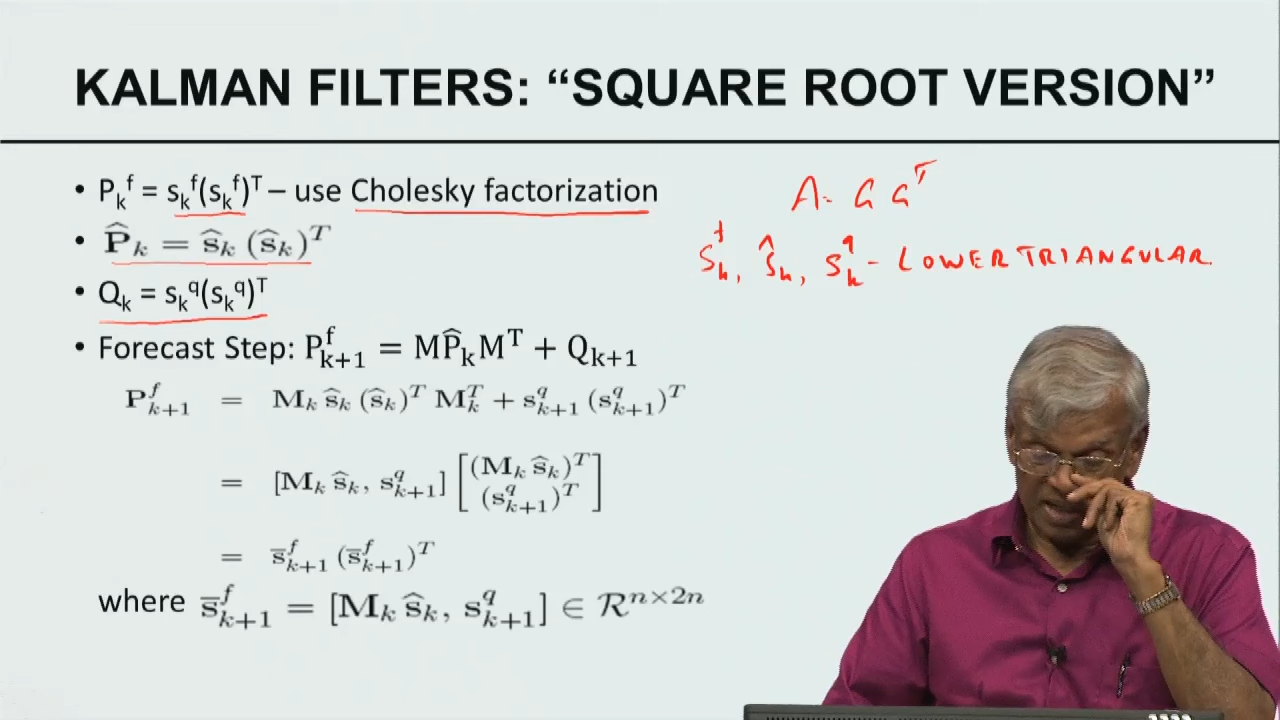 KALMAN FILTERS: “SQUARE ROOT VERSION”
• P_k^f = s_k^f(s_k^f)^T – use Cholesky factorization
A = G G^T
• P̂_k = ŝ_k (ŝ_k)^T
s_k^f, ŝ_k, s_k^q - LOWER TRIANGULAR.
• Q_k = s_k^q(s_k^q)^T
• Forecast Step: P_{k+1}^f = MP̂_kM^T + Q_{k+1}
P_{k+1}^f = M_k ŝ_k (ŝ_k)^T M_k^T + s_{k+1}^q (s_{k+1}^q)^T
= [M_k ŝ_k, s_{k+1}^q] [(M_k ŝ_k)^T
(s_{k+1}^q)^T]
= s̄_{k+1}^f (s̄_{k+1}^f)^T
where s̄_{k+1}^f = [M_k ŝ_k, s_{k+1}^q] ∈ R^{n×2n}